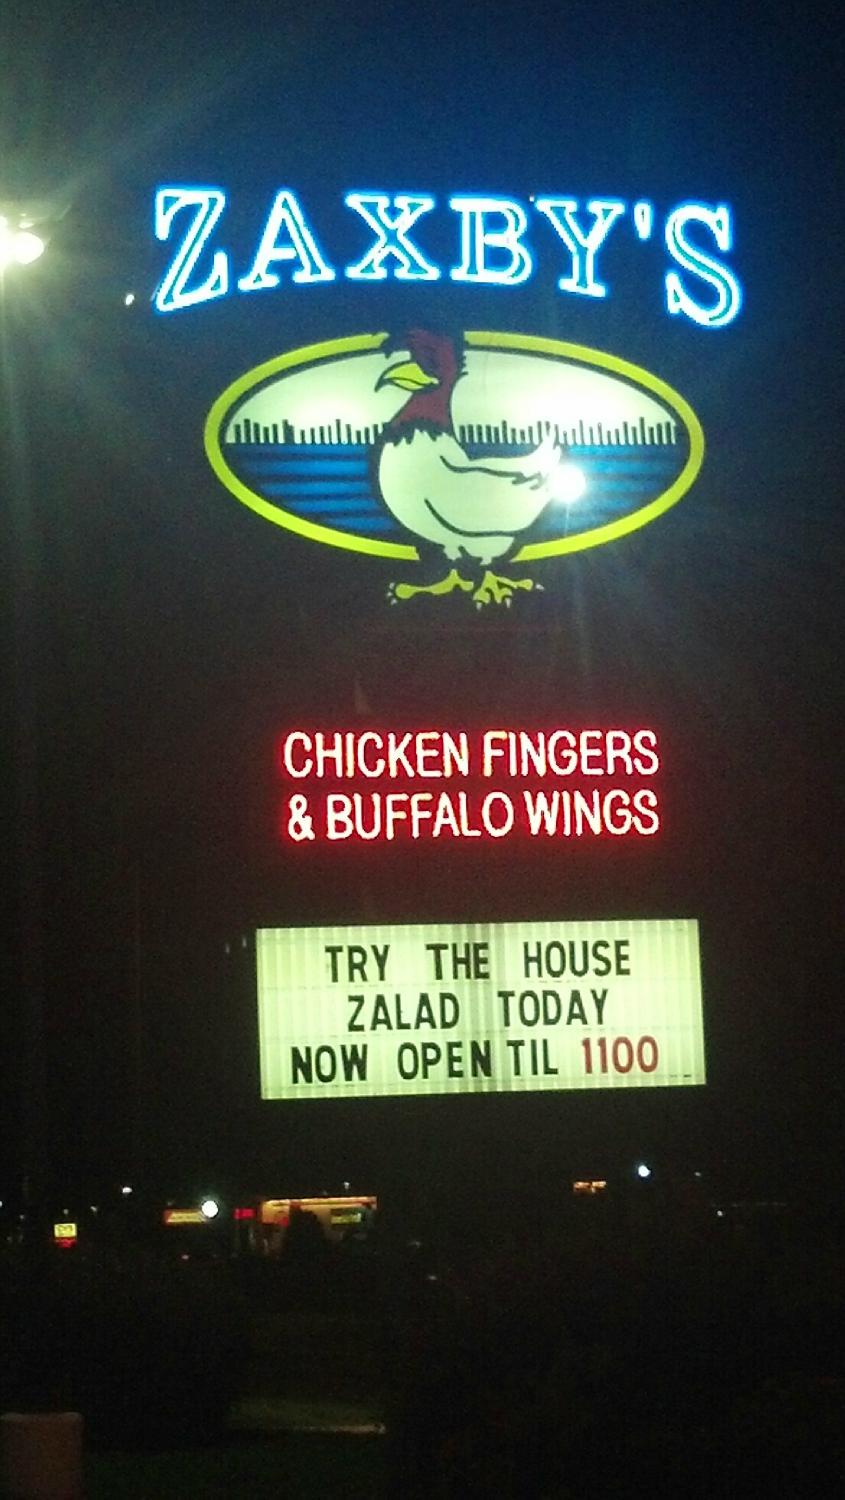 ZAXBY'S
CHICKEN FINGERS
& BUFFALO WINGS
TRY THE HOUSE
ZALAD TODAY
NOW OPEN TIL 1100